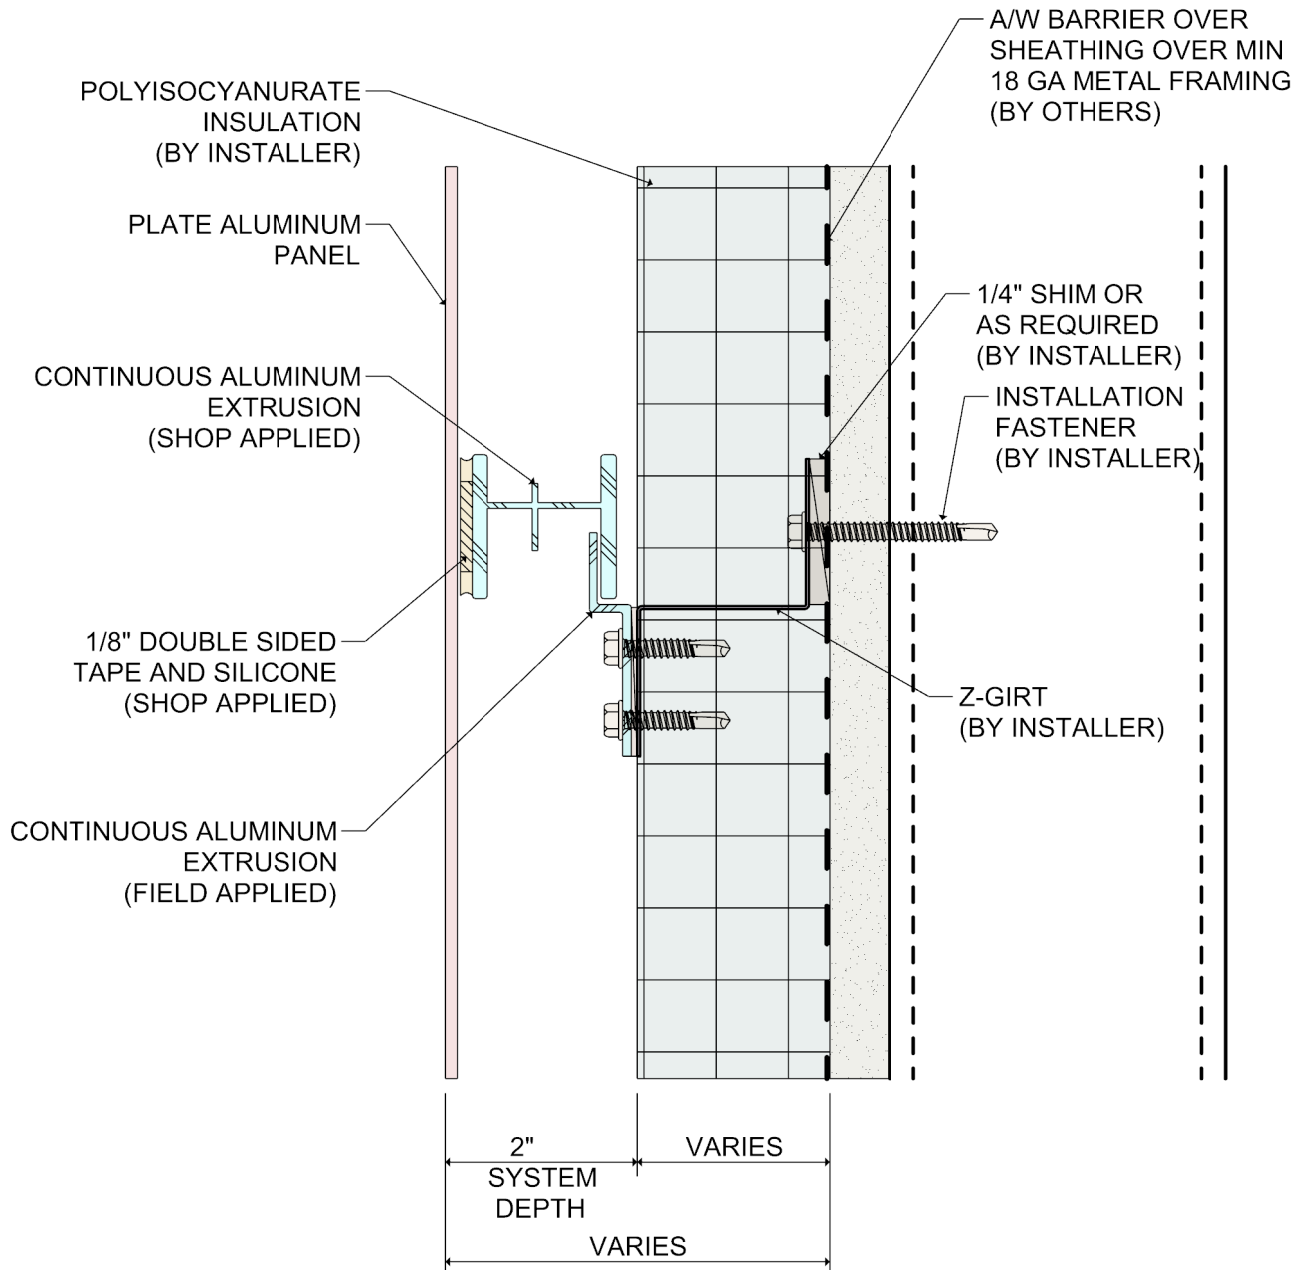 A/W BARRIER OVER
SHEATHING OVER MIN
18 GA METAL FRAMING
(BY OTHERS)
POLYISOCYANURATE
INSULATION
(BY INSTALLER)
PLATE ALUMINUM
PANEL
1/4" SHIM OR
AS REQUIRED
(BY INSTALLER)
CONTINUOUS ALUMINUM
EXTRUSION
(SHOP APPLIED)
INSTALLATION
FASTENER
(BY INSTALLER)
1/8" DOUBLE SIDED
TAPE AND SILICONE
(SHOP APPLIED)
Z-GIRT
(BY INSTALLER)
CONTINUOUS ALUMINUM
EXTRUSION
(FIELD APPLIED)
2"
SYSTEM
DEPTH
VARIES
VARIES